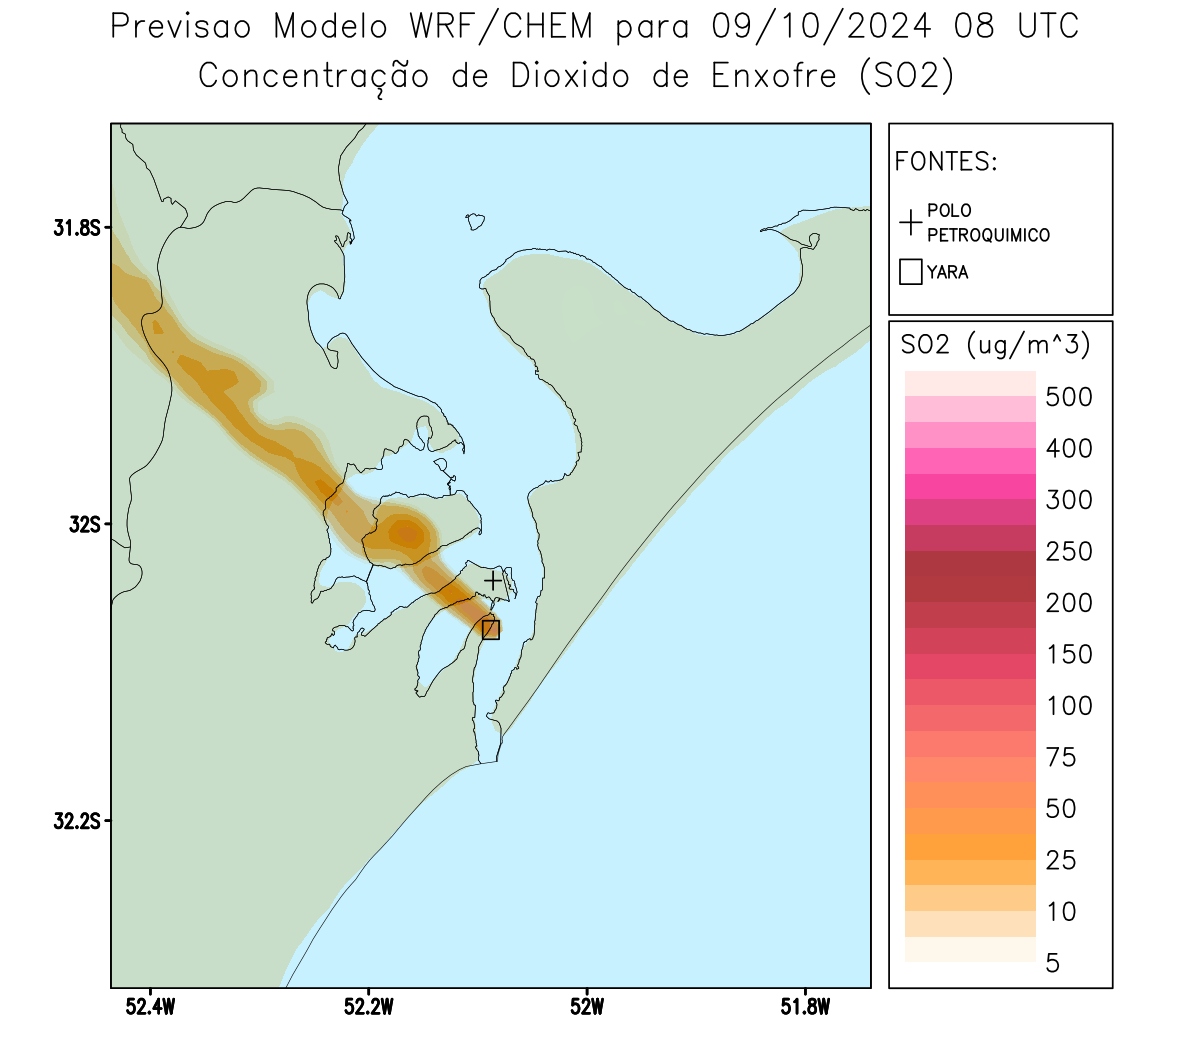 Previsao Modelo WRF/CHEM para 09/10/2024 08 UTC
Concentração de Dioxido de Enxofre (SO2)
FONTES:
POLO
PETROQUIMICO
YARA
SO2 (ug/m^3)
500
400
300
250
200
150
100
75
50
25
10
5
31.8S
32S
32.2S
52.4W
52.2W
52W
51.8W